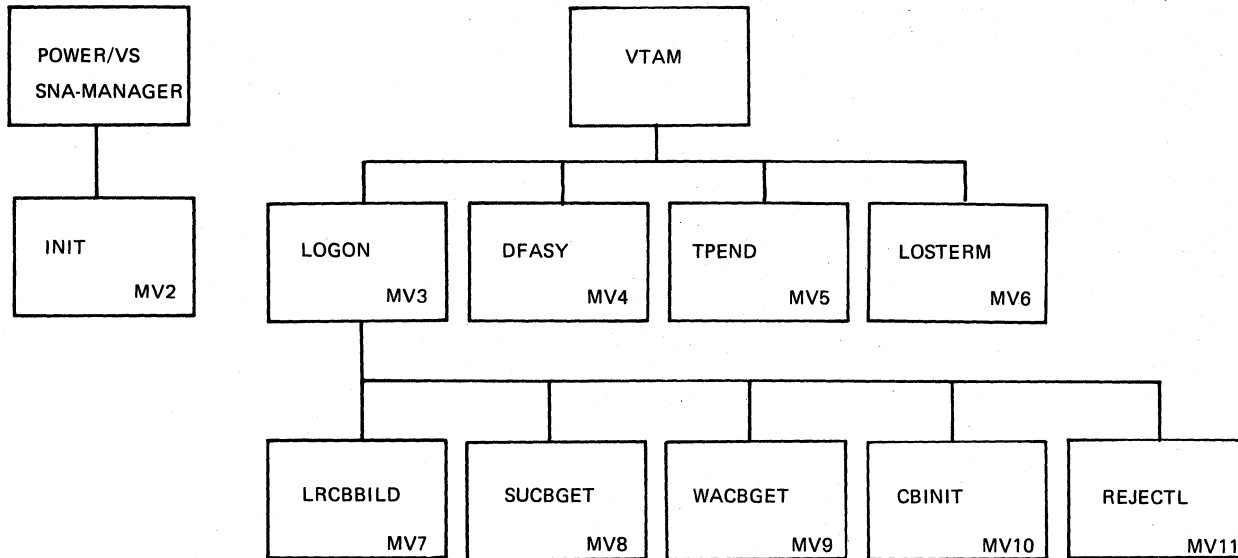 POWER/VS
SNA-MANAGER
VTAM
INIT
MV2
LOGON
MV3
DFASY
MV4
TPEND
MV5
LOSTERM
MV6
LRCBBILD
MV7
SUCBGET
MV8
WACBGET
MV9
CBINIT
MV10
REJECTL
MV11